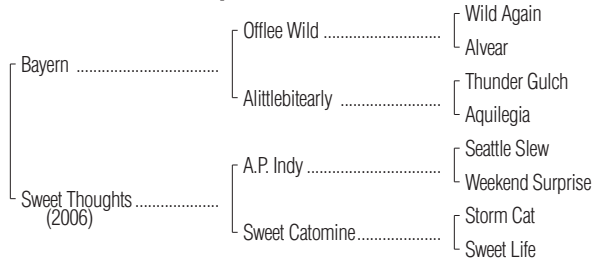 Wild Again
Offlee Wild ........................
Alvear
Bayern .............................
Thunder Gulch
Alittlebitearly ....................
Aquilegia
Seattle Slew
A.P. Indy ...........................
Weekend Surprise
Sweet Thoughts .................
(2006)
Storm Cat
Sweet Catomine.................
Sweet Life